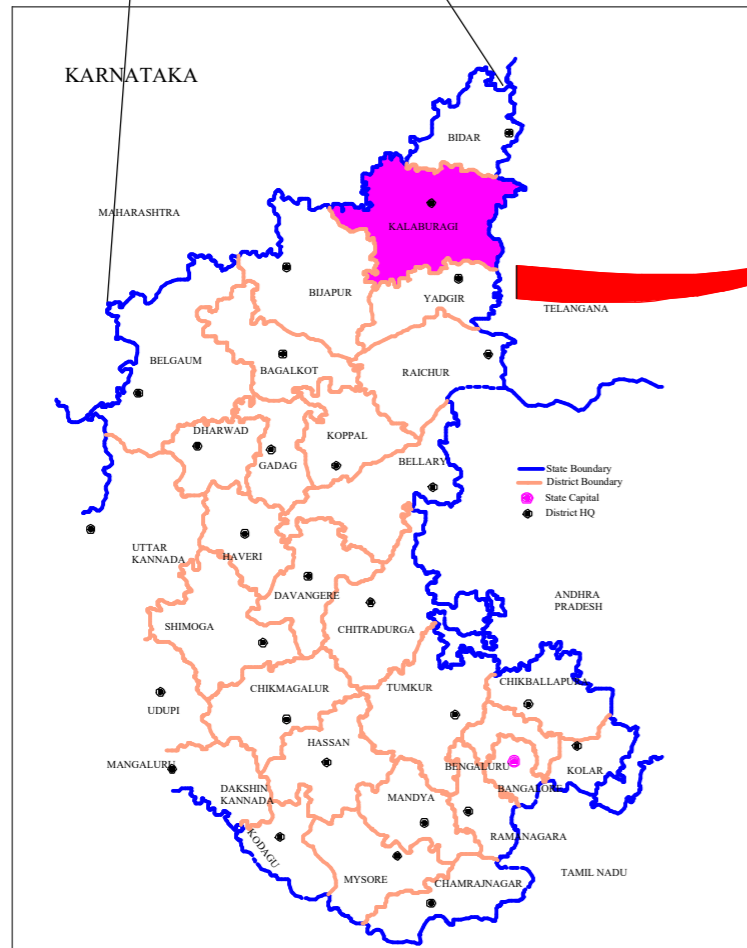 KARNATAKA
BIDAR
MAHARASHTRA
KALABURAGI
BIJAPUR
YADGIR
TELANGANA
BELGAUM
BAGALKOT
RAICHUR
DHARWAD
KOPPAL
GADAG
BELLARY
State Boundary
District Boundary
State Capital
District HQ
UTTAR
KANNADA
HAVERI
DAVANGERE
ANDHRA
PRADESH
SHIMOGA
CHITRADURGA
CHIKBALLAPURA
CHIKMAGALUR
TUMKUR
UDUPI
HASSAN
MANGALURU
BENGALURU
KOLAR
DAKSHIN
KANNADA
BANGALORE
MANDYA
RAMANAGARA
KODAGU
MYSORE
CHAMRAJNAGAR
TAMIL NADU